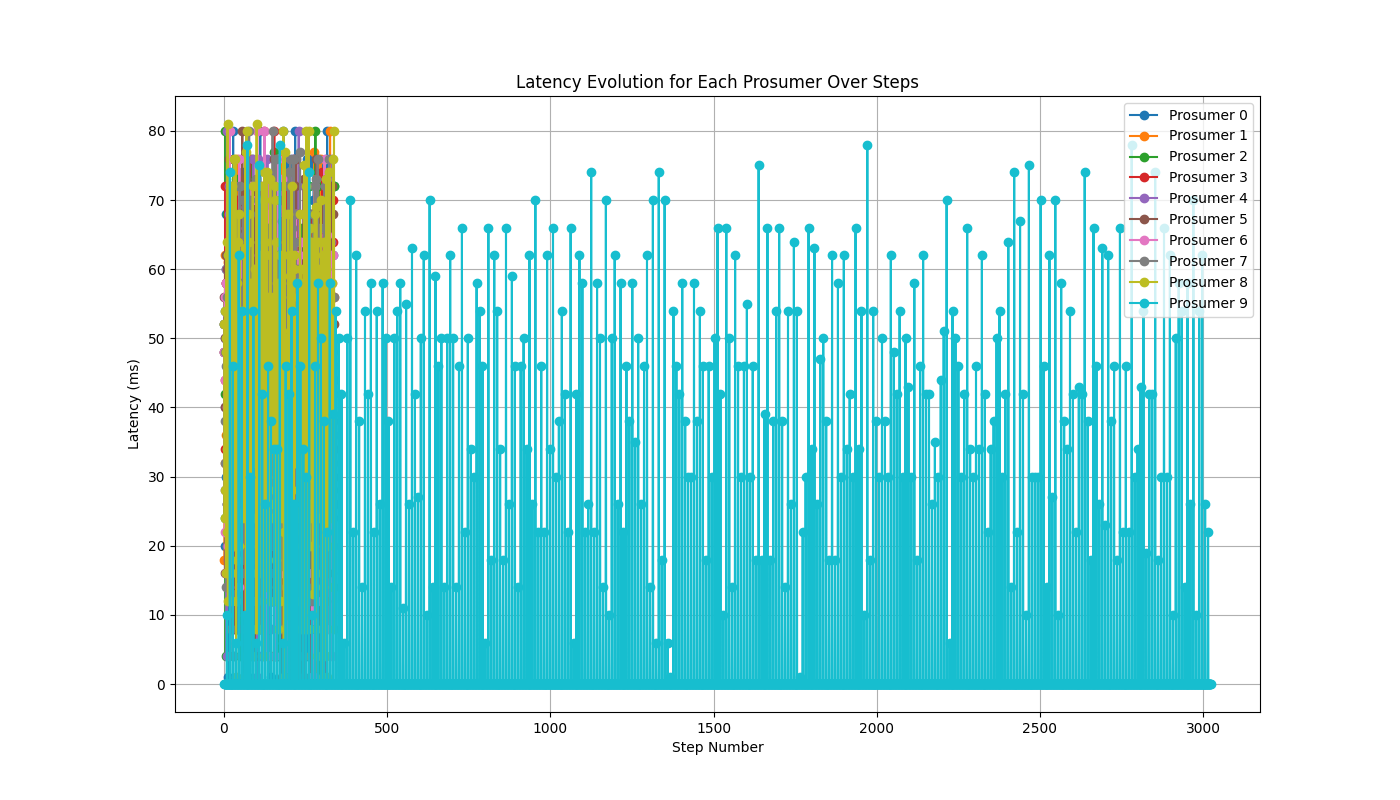 Latency Evolution for Each Prosumer Over Steps
Latency (ms)
80
70
60
50
40
30
20
10
0
0
500
1000
1500
2000
2500
3000
Step Number
Prosumer 0
Prosumer 1
Prosumer 2
Prosumer 3
Prosumer 4
Prosumer 5
Prosumer 6
Prosumer 7
Prosumer 8
Prosumer 9